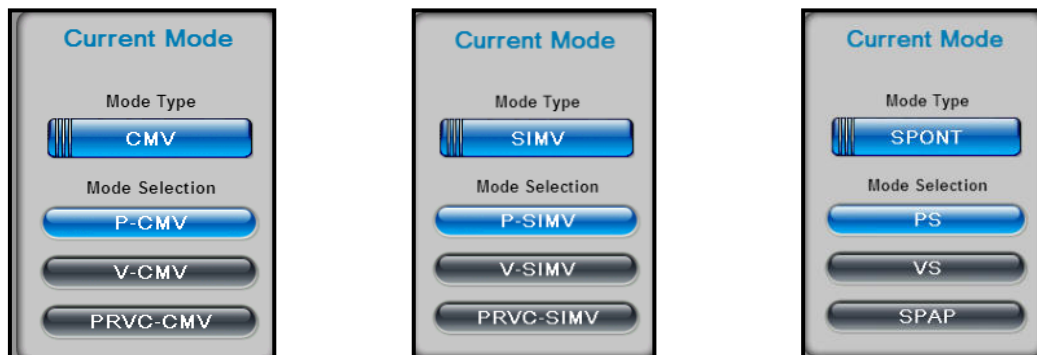 Current Mode
Mode Type
CMV
Mode Selection
P-CMV
V-CMV
PRVC-CMV
Current Mode
Mode Type
SIMV
Mode Selection
P-SIMV
V-SIMV
PRVC-SIMV
Current Mode
Mode Type
SPONT
Mode Selection
PS
VS
SPAP